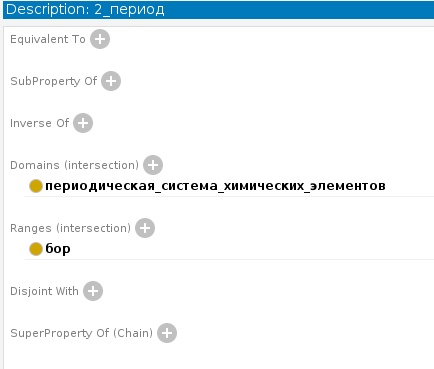 Description: 2_период
Equivalent To
SubProperty Of
Inverse Of
Domains (intersection)
периодическая_система_химических_элементов
Ranges (intersection)
бор
Disjoint With
SuperProperty Of (Chain)